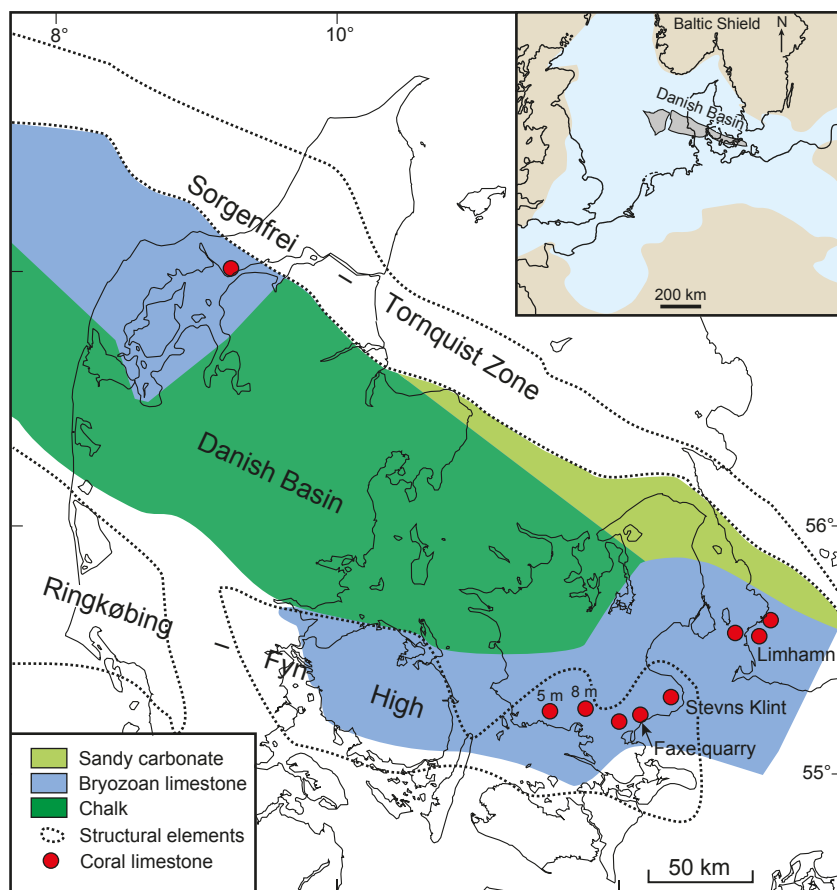 8°
10°
Baltic Shield
N
Danish Basin
200 km
Sorgenfrei
–
Tornquist Zone
Danish Basin
56°
Ringkøbing
–
Fyn
High
Limhamn
5 m
8 m
Stevns Klint
Faxe quarry
55°
Sandy carbonate
Bryozoan limestone
Chalk
Structural elements
Coral limestone
50 km